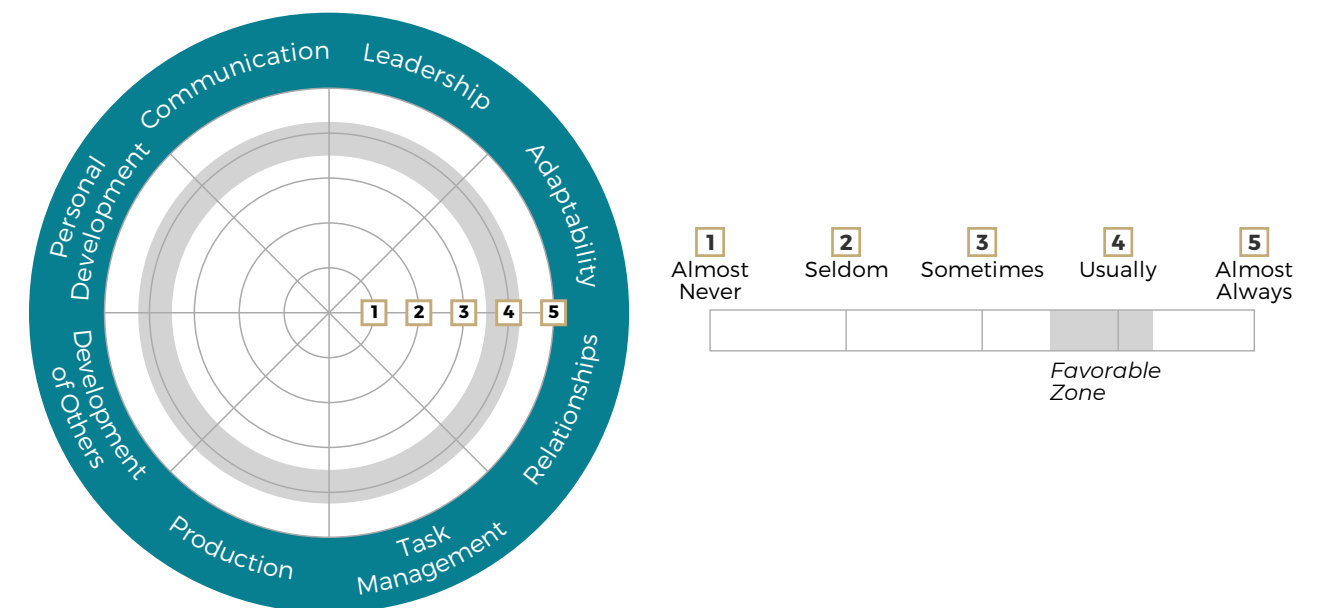 Communication
Leadership
Adaptability
Relationships
Task
Management
Production
Development
of Others
Personal
Development
1
2
3
4
5
1
2
3
4
5
Almost
Never
Seldom
Sometimes
Usually
Almost
Always
Favorable
Zone